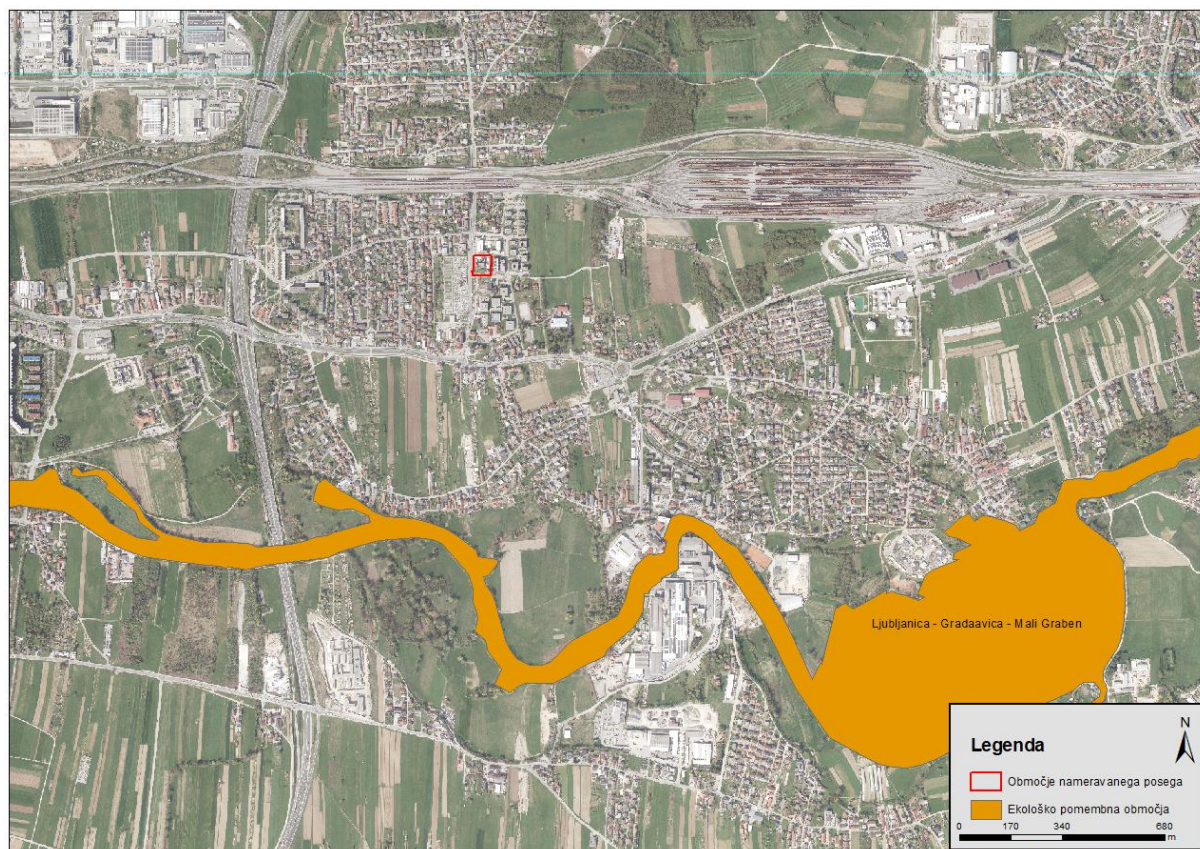 Ljubljanica - Gradaavica - Mali Graben
N
Legenda
Območje nameravanega posega
Ekološko pomembna območja
0 170 340 680
m